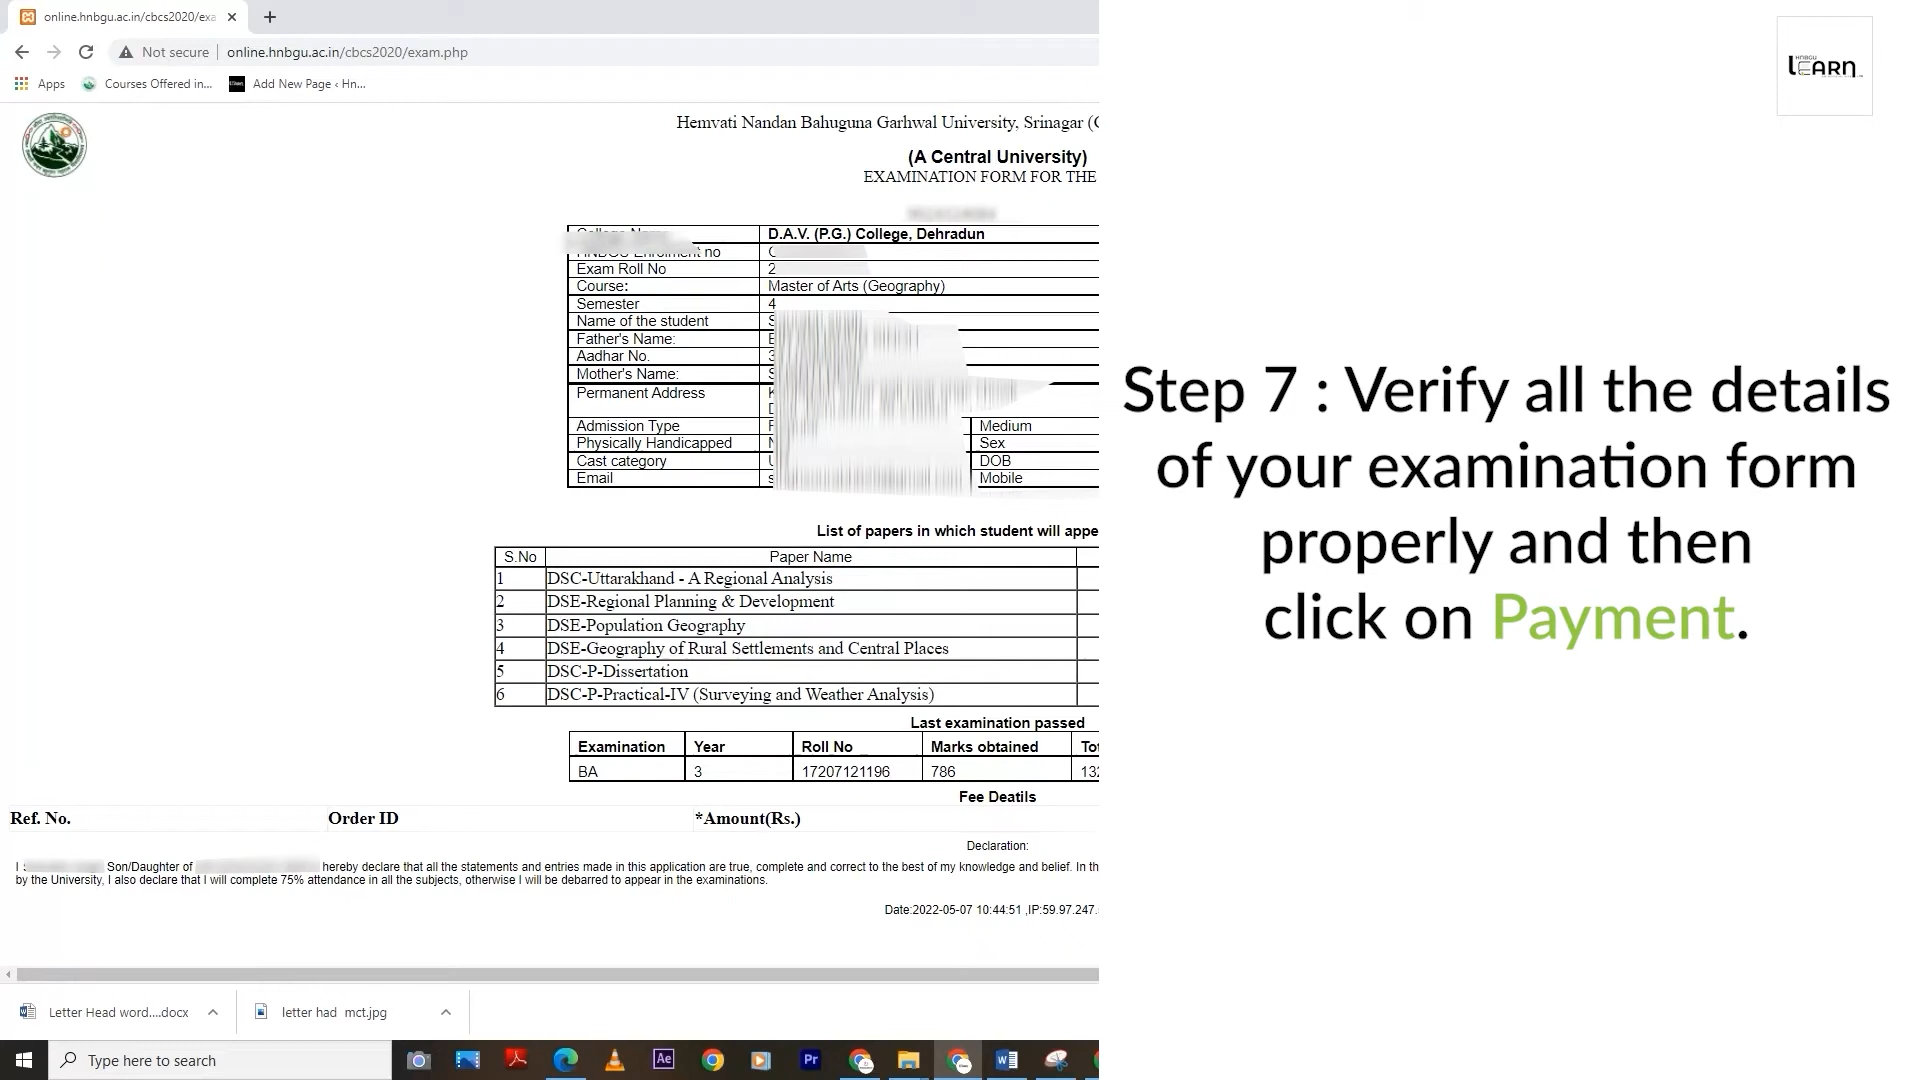 online.hnbgu.ac.in/cbcs2020/exa
Not secure
online.hnbgu.ac.in/cbcs2020/exam.php
Apps
Courses Offered in...
Add New Page ‹ Hn...
HNBGU
LEARN
Hemvati Nandan Bahuguna Garhwal University, Srinagar (
(A Central University)
EXAMINATION FORM FOR THE
College Name D.A.V. (P.G.) College, Dehradun
HNBGU Enrolment no
Exam Roll No 2
Course: Master of Arts (Geography)
Semester 4
Name of the student S
Father's Name:
Aadhar No. 3
Mother's Name: S
Permanent Address K
Admission Type Medium
Physically Handicapped N Sex
Cast category DOB
Email s Mobile
List of papers in which student will appe
S.No Paper Name
1 DSC-Uttarakhand - A Regional Analysis
2 DSE-Regional Planning & Development
3 DSE-Population Geography
4 DSE-Geography of Rural Settlements and Central Places
5 DSC-P-Dissertation
6 DSC-P-Practical-IV (Surveying and Weather Analysis)
Last examination passed
Examination Year Roll No Marks obtained Tot
BA 3 17207121196 786 132
Fee Deatils
Ref. No. Order ID *Amount(Rs.)
Declaration:
I Son/Daughter of hereby declare that all the statements and entries made in this application are true, complete and correct to the best of my knowledge and belief. In th
by the University, I also declare that I will complete 75% attendance in all the subjects, otherwise I will be debarred to appear in the examinations.
Date:2022-05-07 10:44:51 ,IP:59.97.247.
Step 7 : Verify all the details
of your examination form
properly and then
click on Payment.
Letter Head word....docx
letter had mct.jpg
Type here to search
Ae
Pr